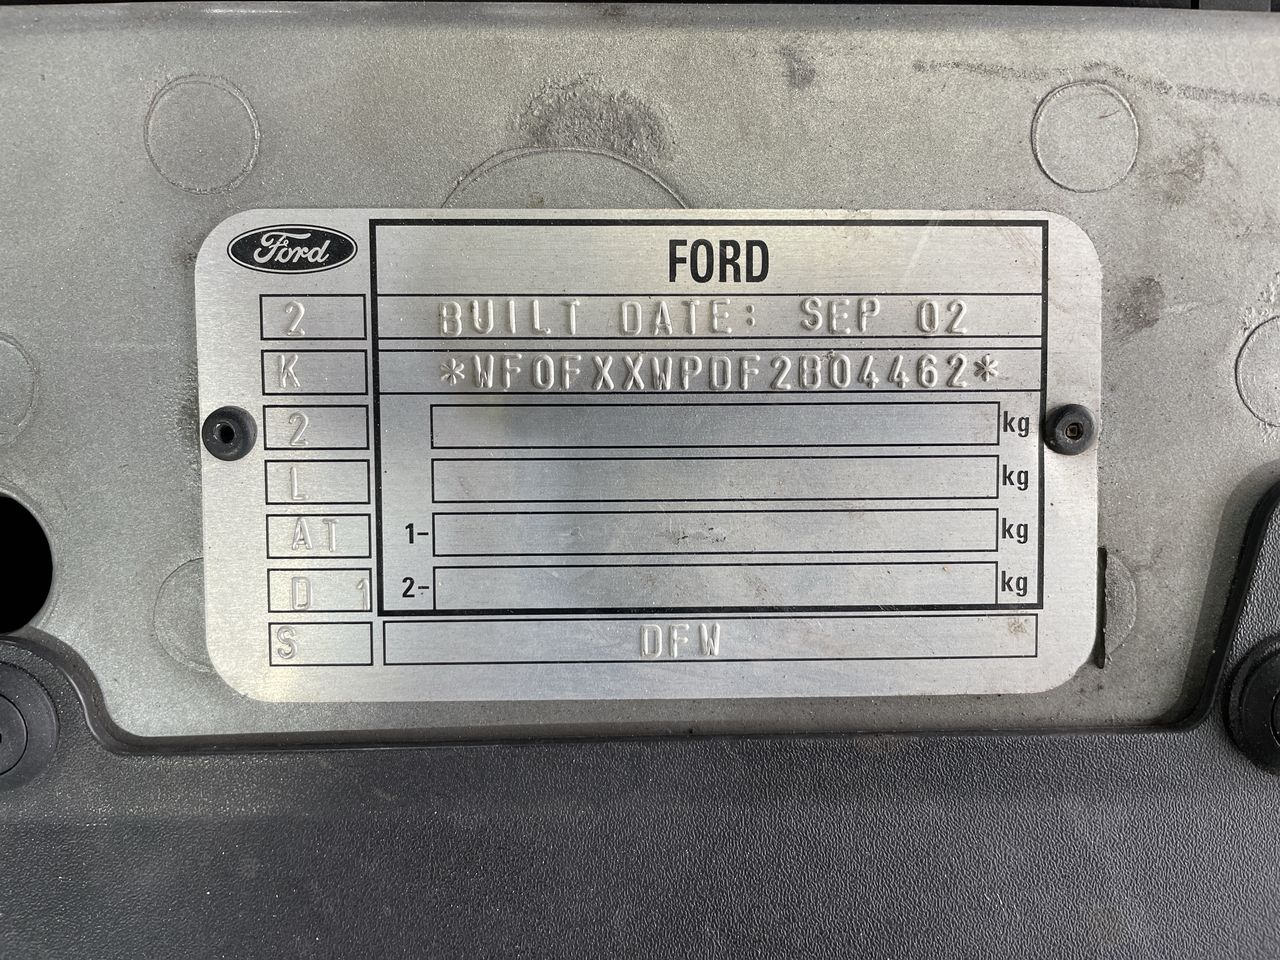 Ford
FORD
2
BUILT DATE: SEP 02
K
*WF0FXXWPDF2B04462*
2
kg
L
kg
AT
1-
kg
D 1
2-
kg
S
DFW